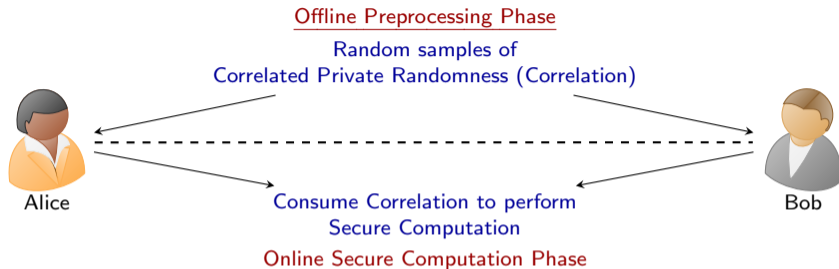 Offline Preprocessing Phase
Random samples of
Correlated Private Randomness (Correlation)
Alice
Bob
Consume Correlation to perform
Secure Computation
Online Secure Computation Phase